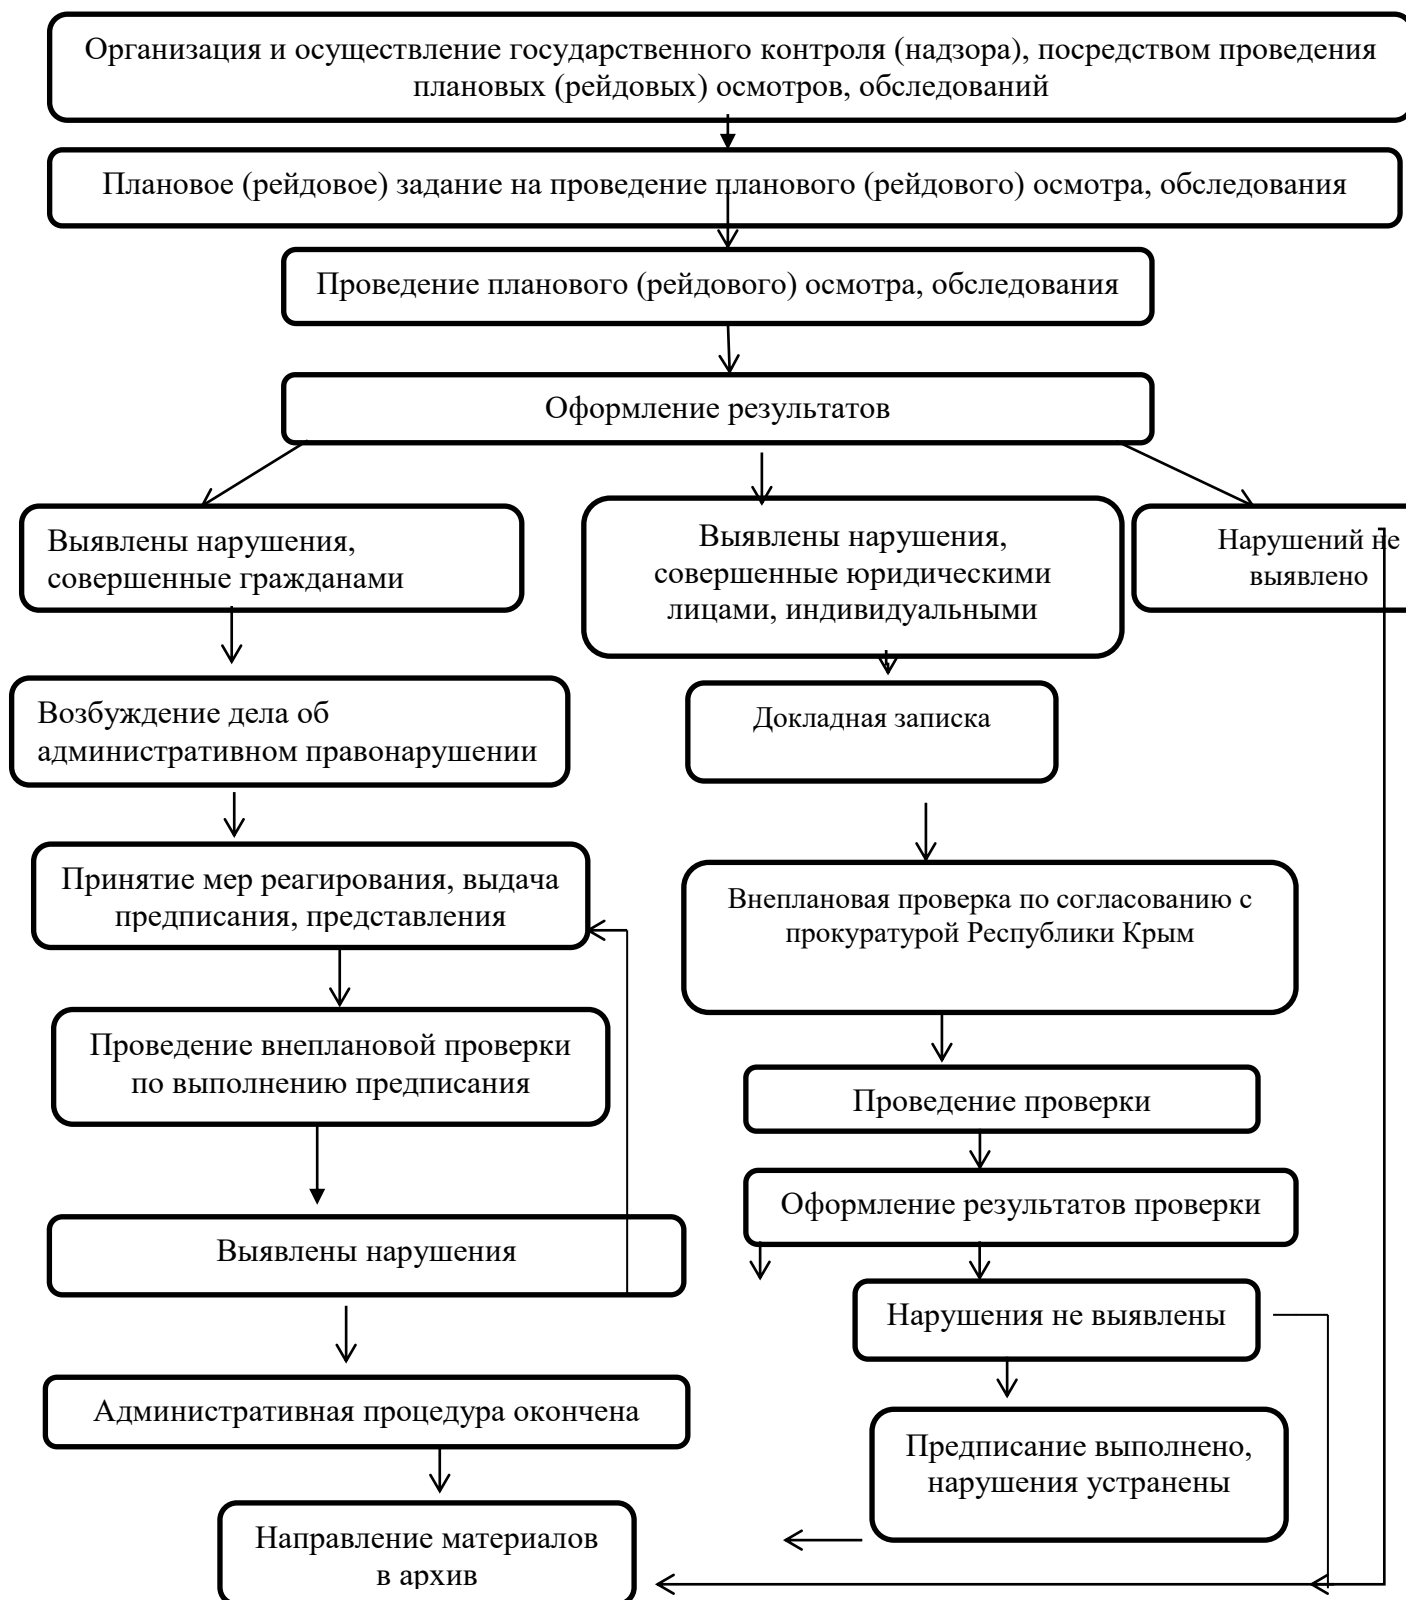 Организация и осуществление государственного контроля (надзора), посредством проведения
плановых (рейдовых) осмотров, обследований
Плановое (рейдовое) задание на проведение планового (рейдового) осмотра, обследования
Проведение планового (рейдового) осмотра, обследования
Оформление результатов
Выявлены нарушения,
совершенные гражданами
Выявлены нарушения,
совершенные юридическими
лицами, индивидуальными
Нарушений не
выявлено
Возбуждение дела об
административном правонарушении
Докладная записка
Принятие мер реагирования, выдача
предписания, представления
Внеплановая проверка по согласованию с
прокуратурой Республики Крым
Проведение внеплановой проверки
по выполнению предписания
Проведение проверки
Оформление результатов проверки
Выявлены нарушения
Нарушения не выявлены
Административная процедура окончена
Предписание выполнено,
нарушения устранены
Направление материалов
в архив